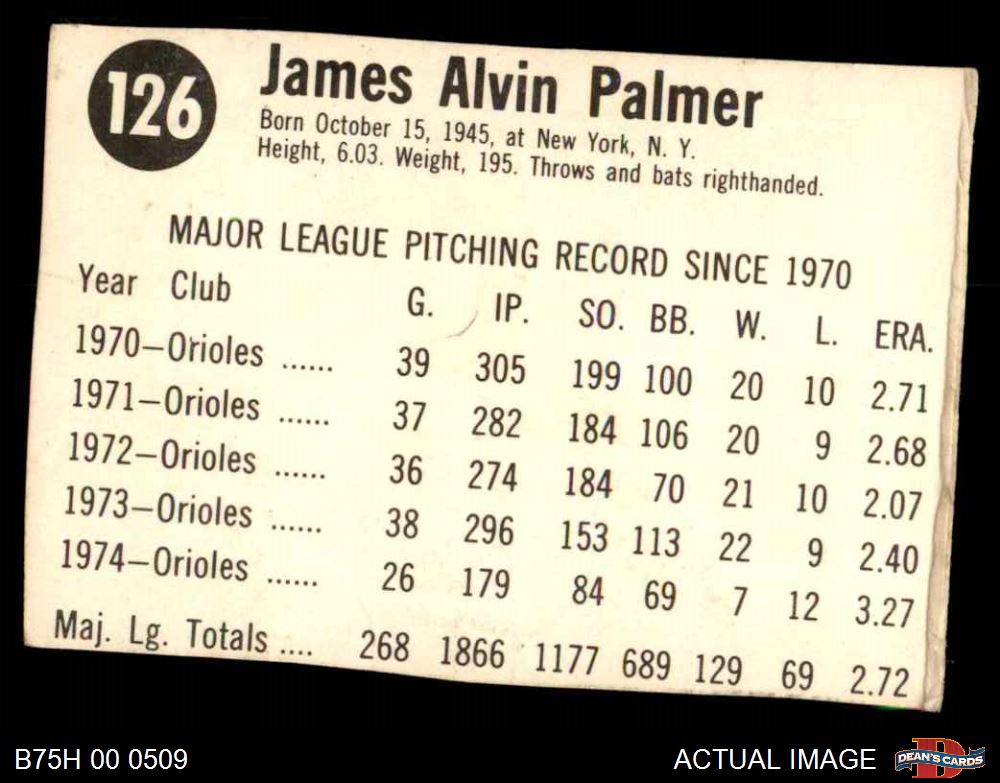 126
James Alvin Palmer
Born October 15, 1945, at New York, N. Y.
Height, 6.03. Weight, 195. Throws and bats righthanded.
MAJOR LEAGUE PITCHING RECORD SINCE 1970
Year Club G. IP. SO. BB. W. L. ERA.
1970—Orioles ...... 39 305 199 100 20 10 2.71
1971—Orioles ...... 37 282 184 106 20 9 2.68
1972—Orioles ...... 36 274 184 70 21 10 2.07
1973—Orioles ...... 38 296 153 113 22 9 2.40
1974—Orioles ...... 26 179 84 69 7 12 3.27
Maj. Lg. Totals .... 268 1866 1177 689 129 69 2.72
B75H 00 0509 ACTUAL IMAGE D DEAN'S CARDS